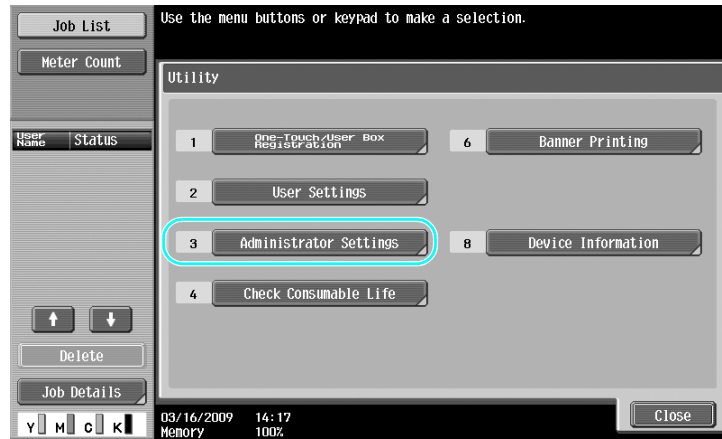 Job List
Use the menu buttons or keypad to make a selection.
Meter Count
Utility
User Name Status
1 One-Touch/User Box Registration
6 Banner Printing
2 User Settings
3 Administrator Settings
8 Device Information
4 Check Consumable Life
Delete
Job Details
Y M C K
03/16/2009 14:17
Memory 100%
Close